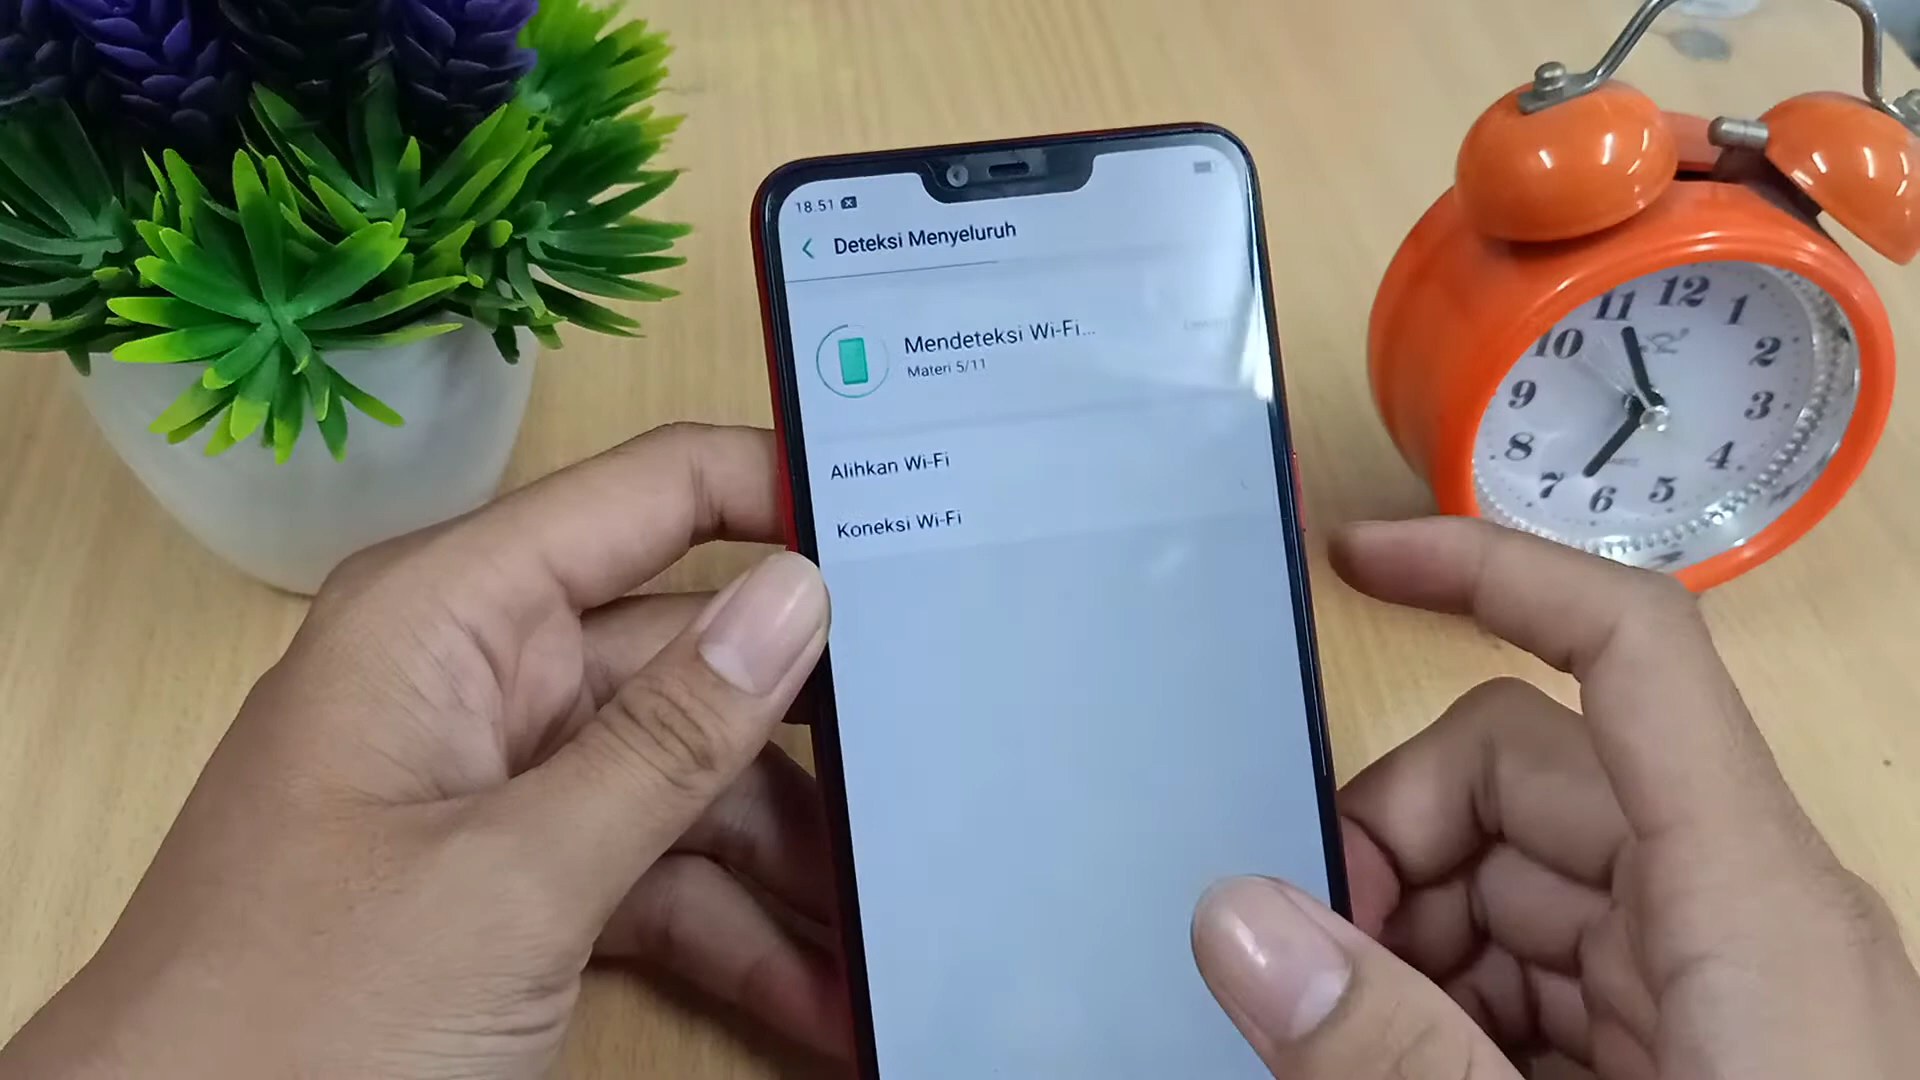 18.51
Deteksi Menyeluruh
Mendeteksi Wi-Fi...
Materi 5/11
Alihkan Wi-Fi
Koneksi Wi-Fi
11 12 1
10 2
9 3
8 4
7 6 5